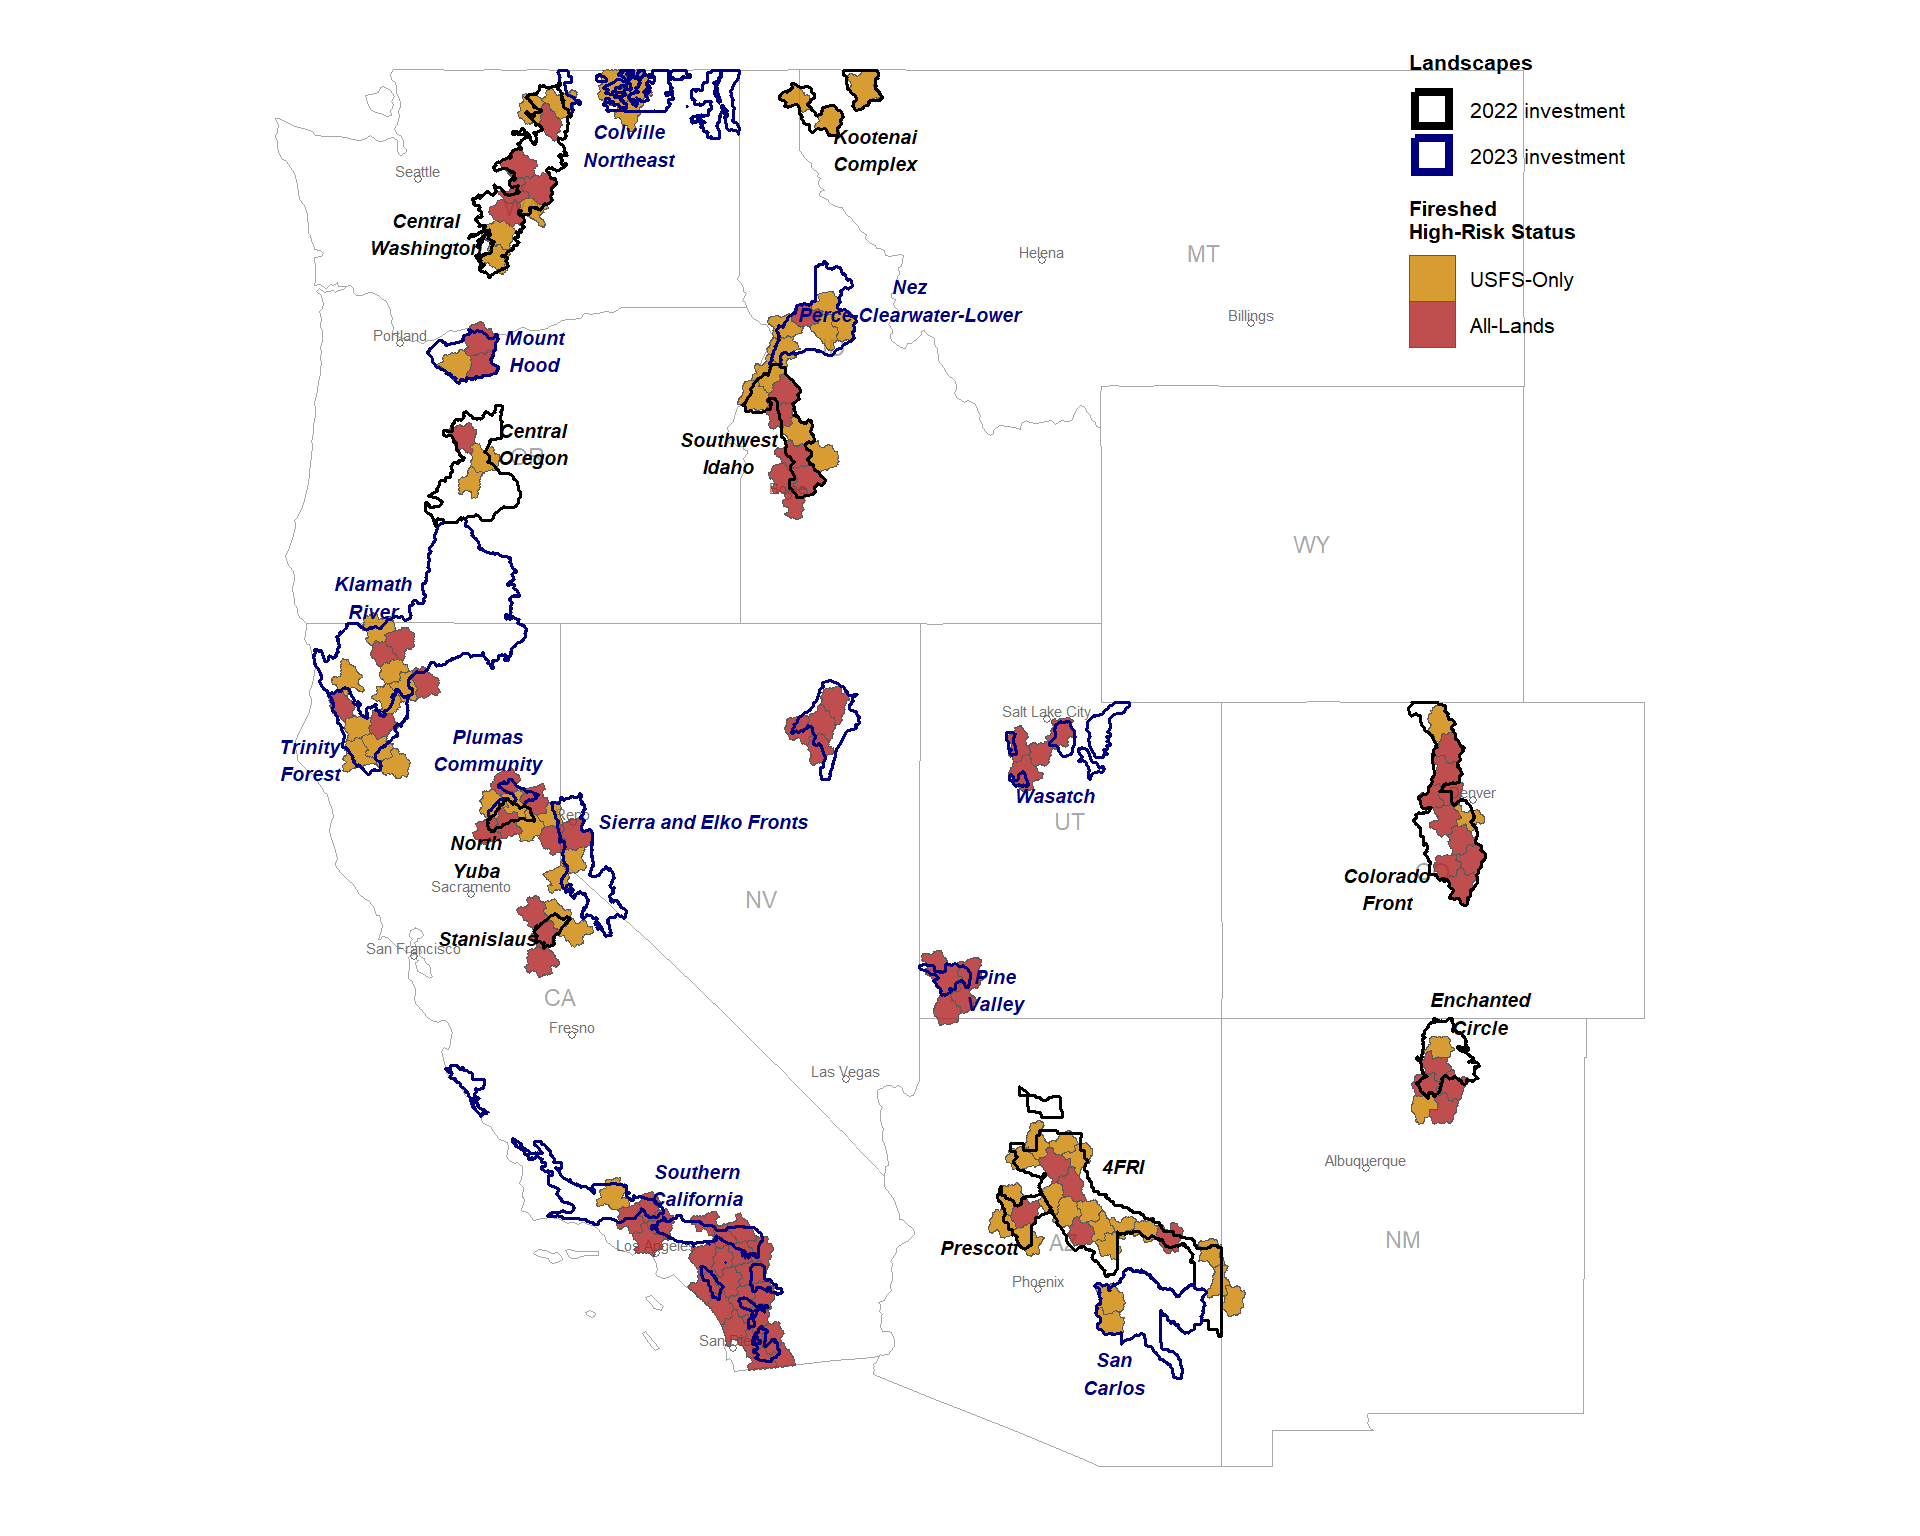 Landscapes
2022 investment
2023 investment
Fireshed
High-Risk Status
USFS-Only
All-Lands
Colville
Northeast
Kootenai
Complex
Seattle
Central
Washington
Helena
MT
Nez
Perce-Clearwater-Lower
Billings
Portland
Mount
Hood
Central
Oregon
OR
Southwest
Idaho
WY
Klamath
River
Salt Lake City
Trinity
Forest
Plumas
Community
Wasatch
UT
Reno
Sierra and Elko Fronts
North
Yuba
Sacramento
Denver
Colorado
Front
NV
Stanislaus
San Francisco
CA
Pine
Valley
Fresno
Enchanted
Circle
Las Vegas
4FRI
Albuquerque
Southern
California
Los Angeles
Prescott
AZ
NM
Phoenix
San Diego
San
Carlos